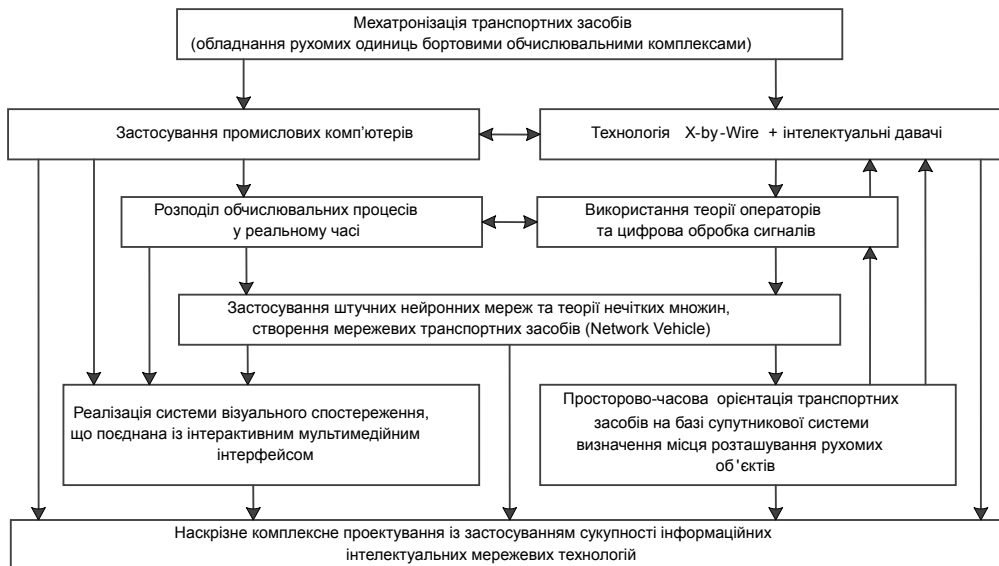 Мехатронізація транспортних засобів
(обладнання рухомих одиниць бортовими обчислювальними комплексами)
Застосування промислових комп'ютерів
Технологія X-by-Wire + інтелектуальні давачі
Розподіл обчислювальних процесів
у реальному часі
Використання теорії операторів
та цифрова обробка сигналів
Застосування штучних нейронних мереж та теорії нечітких множин,
створення мережевих транспортних засобів (Network Vehicle)
Реалізація системи візуального спостереження,
що поєднана із інтерактивним мультимедійним
інтерфейсом
Просторово-часова орієнтація транспортних
засобів на базі супутникової системи
визначення місця розташування рухомих
об'єктів
Наскрізне комплексне проектування із застосуванням сукупності інформаційних
інтелектуальних мережевих технологій